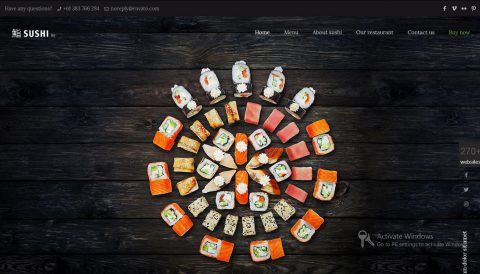 Have any questions? +61 383 766 284 noreply@envato.com
SUSHI
Home Menu About sushi Our restaurant Contact us Buy now
270+
websites
Activate Windows
Go to PC settings to activate Windows